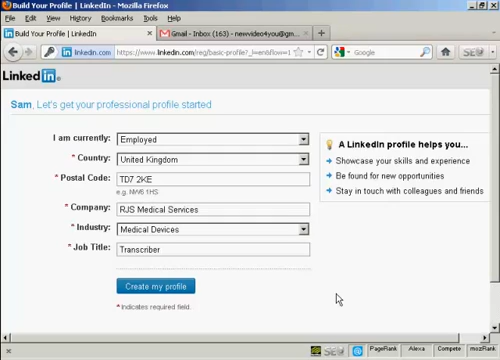 Build Your Profile | LinkedIn - Mozilla Firefox
File Edit View History Bookmarks Tools Help
Build Your Profile | LinkedIn Gmail - Inbox (163) - newvideo4you@gm...
linkedin.com https://www.linkedin.com/reg/basic-profile?_l=en&flow=1 Google SEO
Linked in
Sam, Let's get your professional profile started
I am currently: Employed
* Country: United Kingdom
* Postal Code: TD7 2KE
e.g. NW6 1HS
* Company: RJS Medical Services
* Industry: Medical Devices
* Job Title: Transcriber
Create my profile
* Indicates required field.
A LinkedIn profile helps you...
Showcase your skills and experience
Be found for new opportunities
Stay in touch with colleagues and friends
SEO PageRank Alexa Compete mozRank